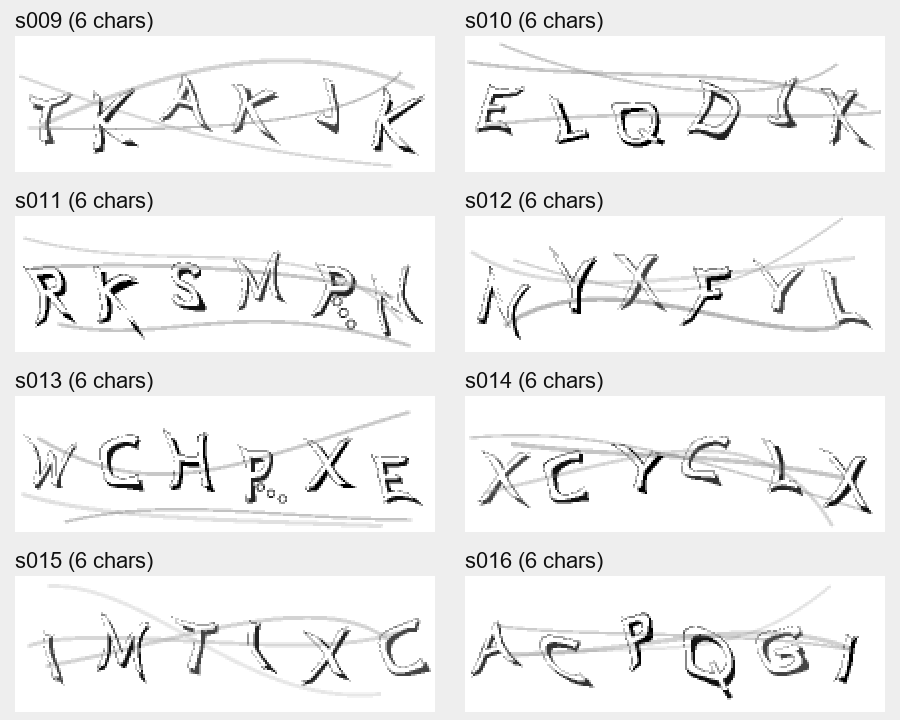 s009 (6 chars)
TKAKJK
s010 (6 chars)
ELQDJX
s011 (6 chars)
RKSMPN
s012 (6 chars)
NYXFYL
s013 (6 chars)
WCHPXE
s014 (6 chars)
XCYCLX
s015 (6 chars)
IMTIXC
s016 (6 chars)
ACPQGI